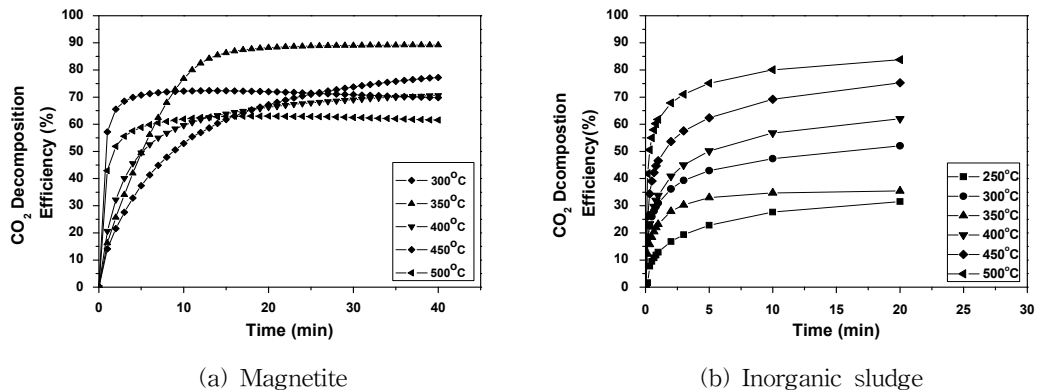 100
90
80
70
60
50
40
30
20
10
0
CO2 Decomposition
Efficiency (%)
300°C
350°C
400°C
450°C
500°C
0 10 20 30 40
Time (min)
(a) Magnetite
100
90
80
70
60
50
40
30
20
10
0
CO2 Dcompostion
Efficiency(%)
250°C
300°C
350°C
400°C
450°C
500°C
0 5 10 15 20 25 30
Time (min)
(b) Inorganic sludge